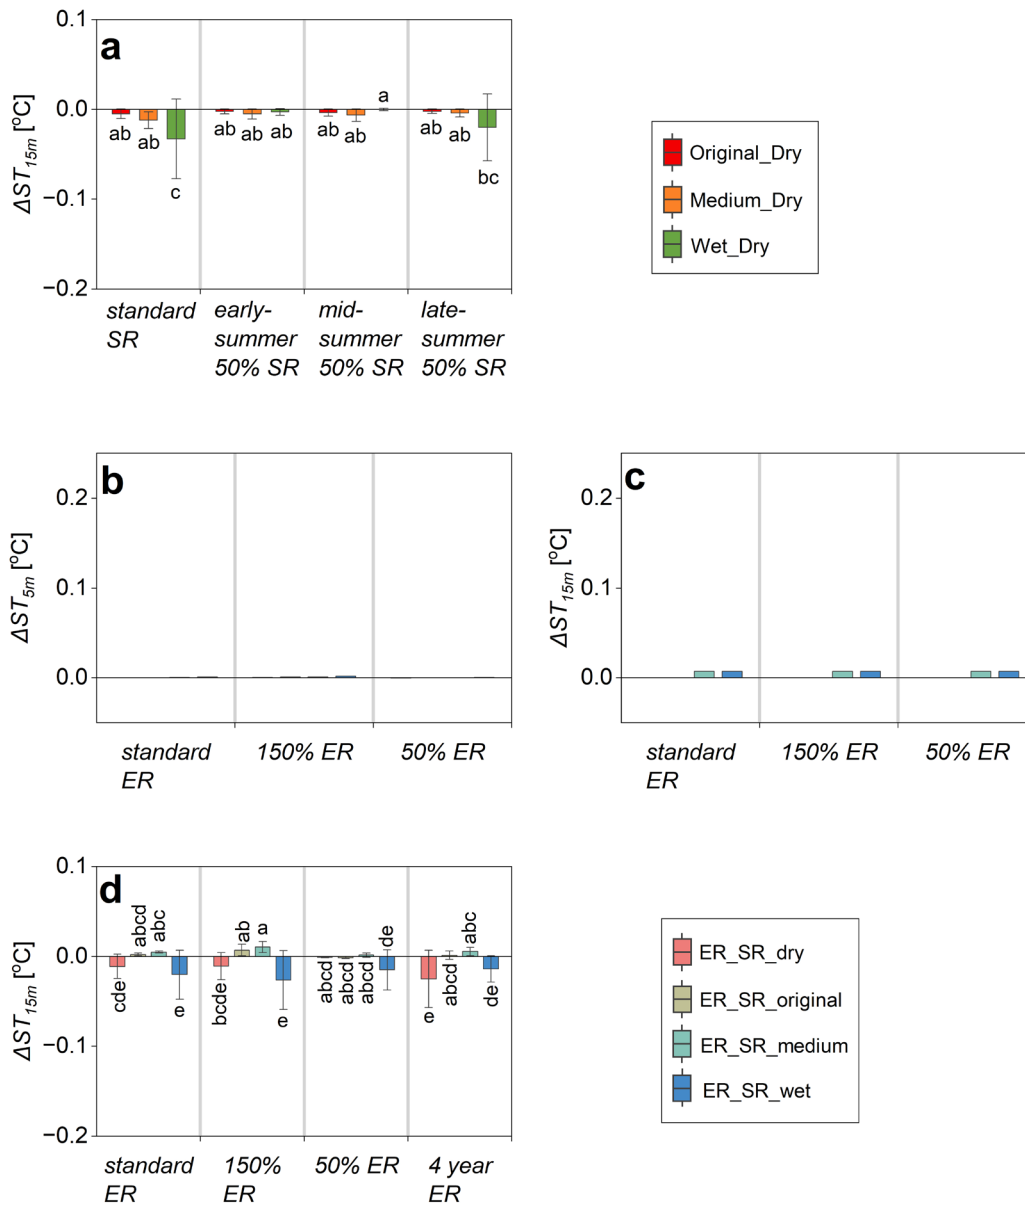 a
ΔST15m [oC]
0.1
0.0
−0.1
−0.2
ab
ab
c
ab
ab
ab
ab
ab
a
ab
ab
bc
standard
SR
early-
summer
50% SR
mid-
summer
50% SR
late-
summer
50% SR
Original_Dry
Medium_Dry
Wet_Dry
b
ΔST5m [oC]
0.2
0.1
0.0
standard
ER
150% ER
50% ER
c
ΔST15m [oC]
0.2
0.1
0.0
standard
ER
150% ER
50% ER
d
ΔST15m [oC]
0.1
0.0
−0.1
−0.2
cde
abcd
abc
e
bcde
ab
a
e
abcd
abcd
abcd
de
e
abcd
abc
de
standard
ER
150%
ER
50% ER
4 year
ER
ER_SR_dry
ER_SR_original
ER_SR_medium
ER_SR_wet